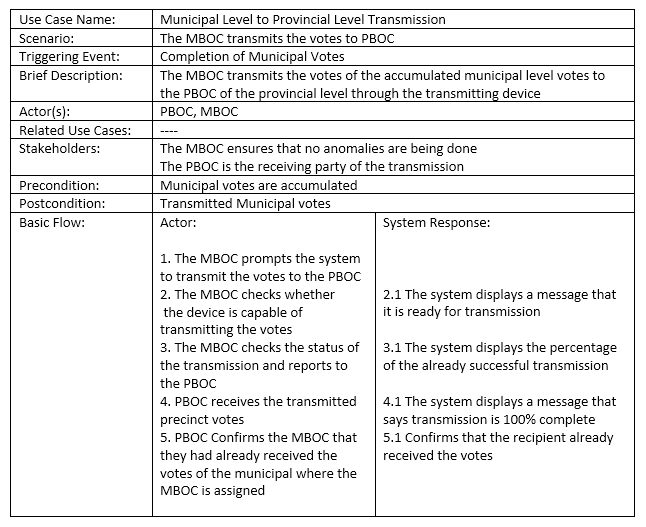 Use Case Name: Municipal Level to Provincial Level Transmission
Scenario: The MBOC transmits the votes to PBOC
Triggering Event: Completion of Municipal Votes
Brief Description: The MBOC transmits the votes of the accumulated municipal level votes to
the PBOC of the provincial level through the transmitting device
Actor(s): PBOC, MBOC
Related Use Cases: ----
Stakeholders: The MBOC ensures that no anomalies are being done
The PBOC is the receiving party of the transmission
Precondition: Municipal votes are accumulated
Postcondition: Transmitted Municipal votes
Basic Flow: Actor: System Response:
1. The MBOC prompts the system
to transmit the votes to the PBOC
2. The MBOC checks whether
the device is capable of
transmitting the votes
3. The MBOC checks the status of
the transmission and reports to
the PBOC
4. PBOC receives the transmitted
precinct votes
5. PBOC Confirms the MBOC that
they had already received the
votes of the municipal where the
MBOC is assigned
2.1 The system displays a message that
it is ready for transmission
3.1 The system displays the percentage
of the already successful transmission
4.1 The system displays a message that
says transmission is 100% complete
5.1 Confirms that the recipient already
received the votes